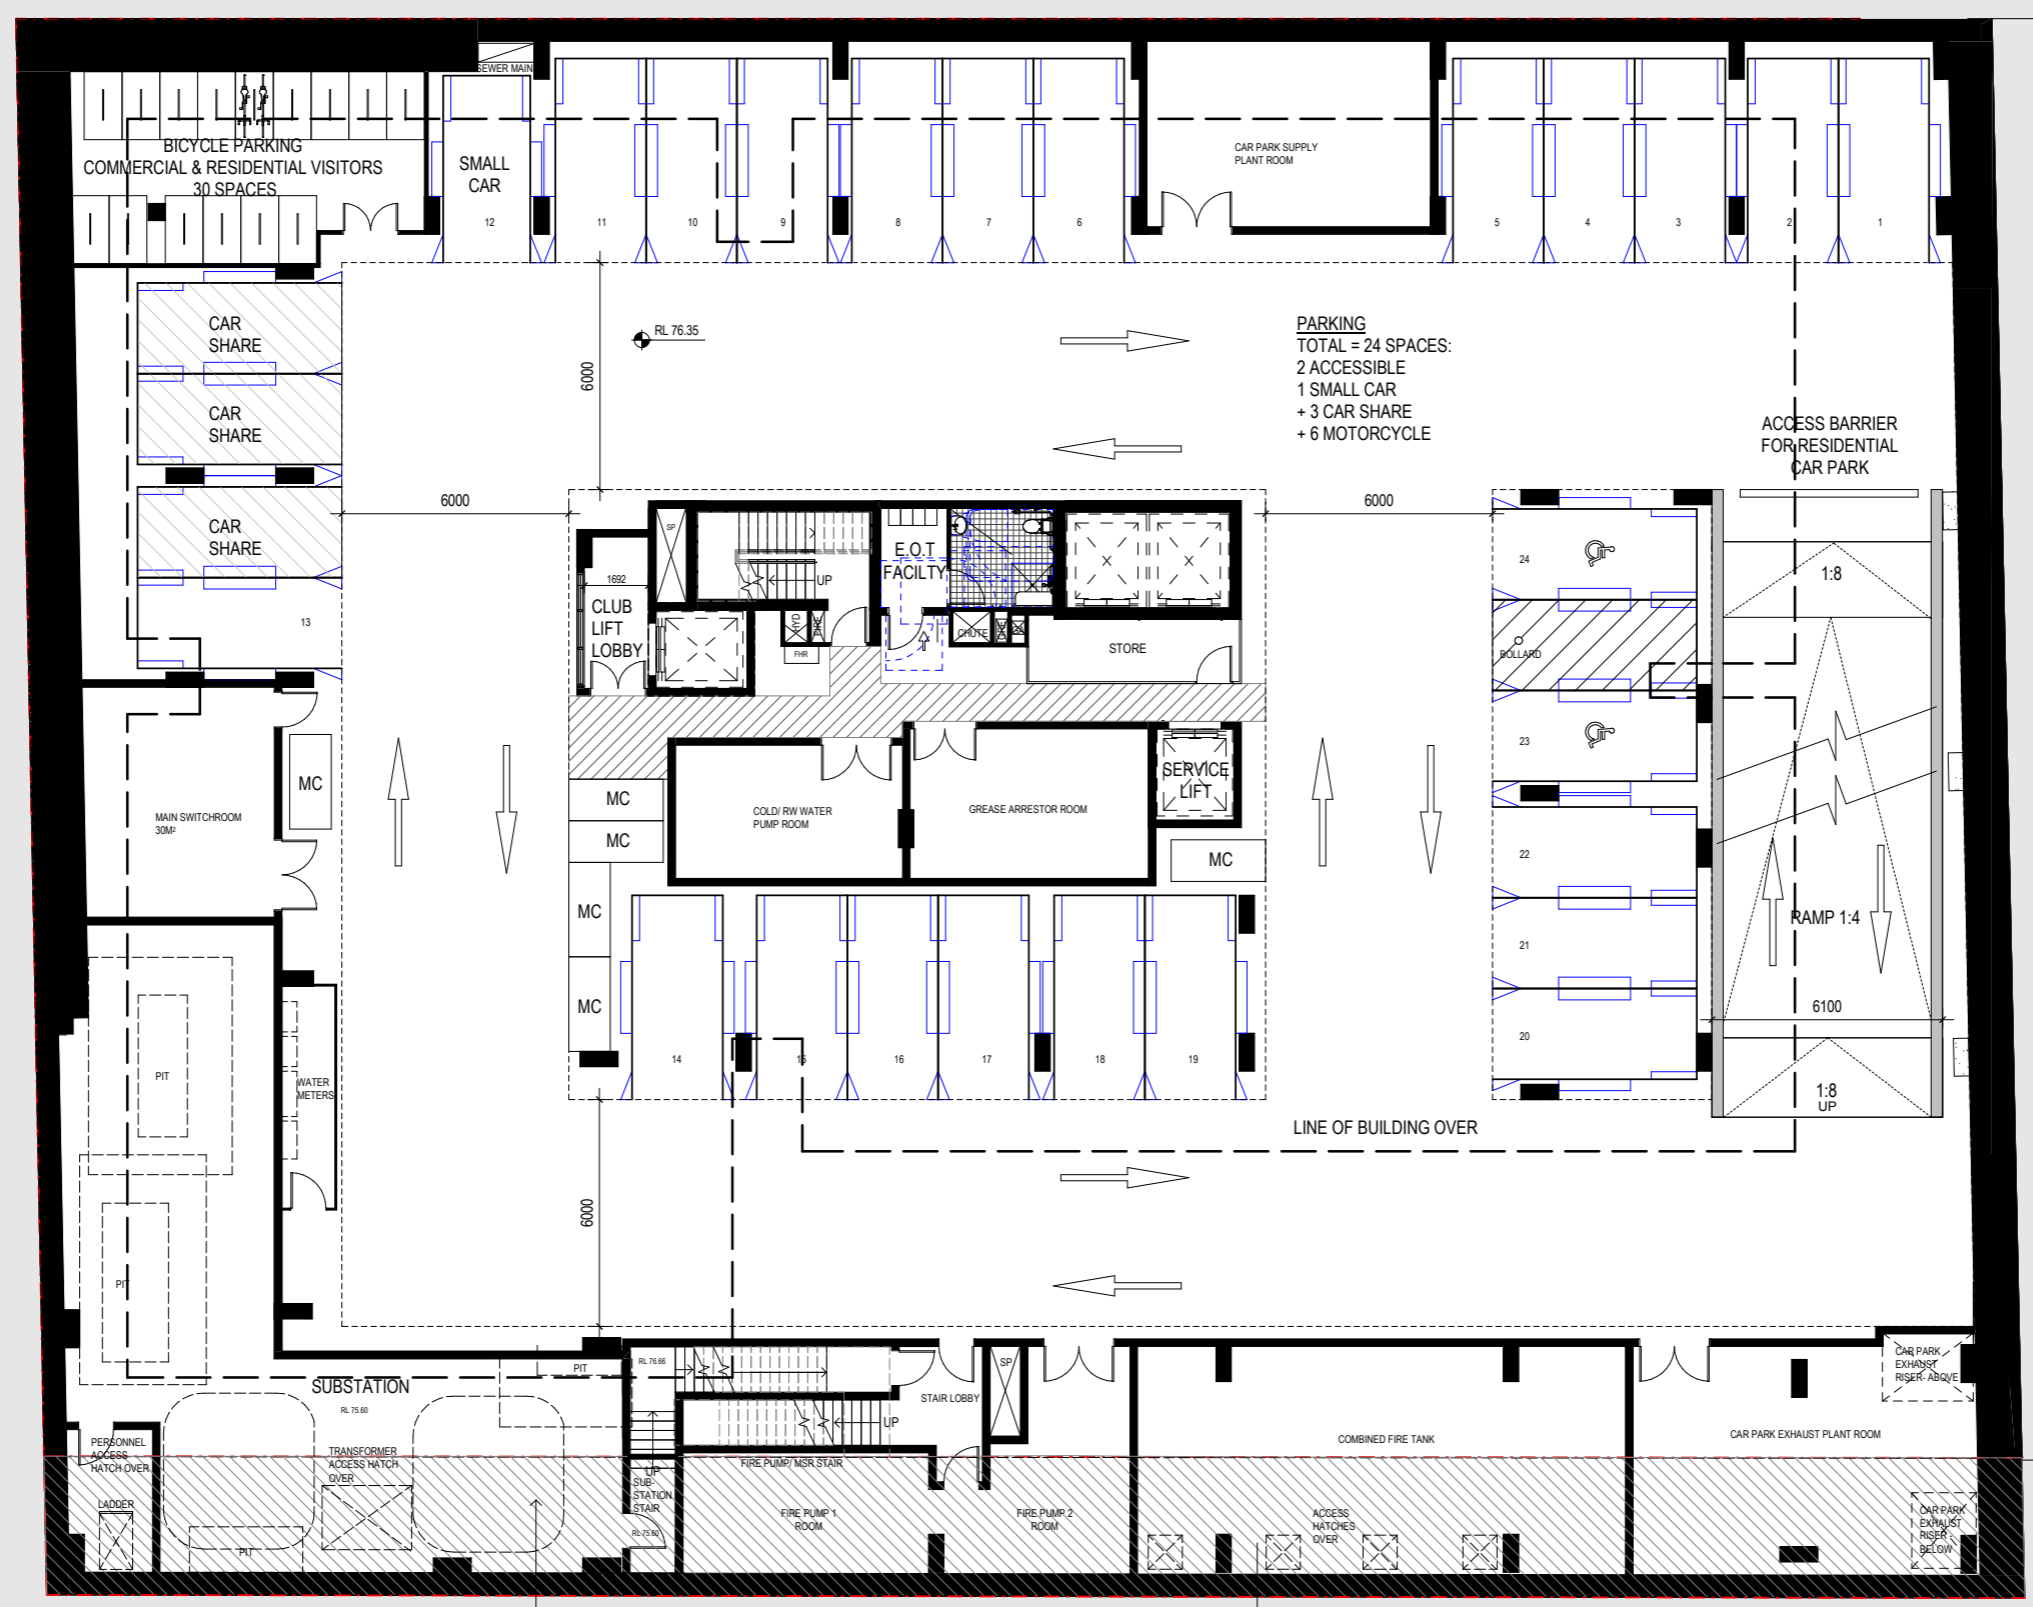 SEWER MAIN
BICYCLE PARKING
COMMERCIAL & RESIDENTIAL VISITORS
30 SPACES
SMALL
CAR
12
11
10
9
8
7
6
CAR PARK SUPPLY
PLANT ROOM
5
4
3
2
1
CAR
SHARE
CAR
SHARE
CAR
SHARE
13
RL 76.35
6000
6000
6000
PARKING
TOTAL = 24 SPACES:
2 ACCESSIBLE
1 SMALL CAR
+ 3 CAR SHARE
+ 6 MOTORCYCLE
ACCESS BARRIER
FOR RESIDENTIAL
CAR PARK
1:8
SP
UP
E.O.T
FACILTY
1692
CLUB
LIFT
LOBBY
HYD
FHR
CHUTE
STORE
24
BOLLARD
23
22
21
20
MAIN SWITCHROOM
30M²
MC
MC
MC
MC
MC
COLD/ RW WATER
PUMP ROOM
GREASE ARRESTOR ROOM
SERVICE
LIFT
MC
RAMP 1:4
6100
1:8
UP
14
15
16
17
18
19
PIT
WATER
METERS
PIT
6000
LINE OF BUILDING OVER
SUBSTATION
RL 75.60
PIT
RL 76.66
UP
STAIR LOBBY
SP
UP
PERSONNEL
ACCESS
HATCH OVER
TRANSFORMER
ACCESS HATCH
OVER
LADDER
PIT
SUB-
STATION
STAIR
RL 75.60
FIRE PUMP/ MSR STAIR
FIRE PUMP 1
ROOM
FIRE PUMP 2
ROOM
COMBINED FIRE TANK
ACCESS
HATCHES
OVER
CAR PARK
EXHAUST
RISER- ABOVE
CAR PARK EXHAUST PLANT ROOM
CAR PARK
EXHAUST
RISER -
BELOW